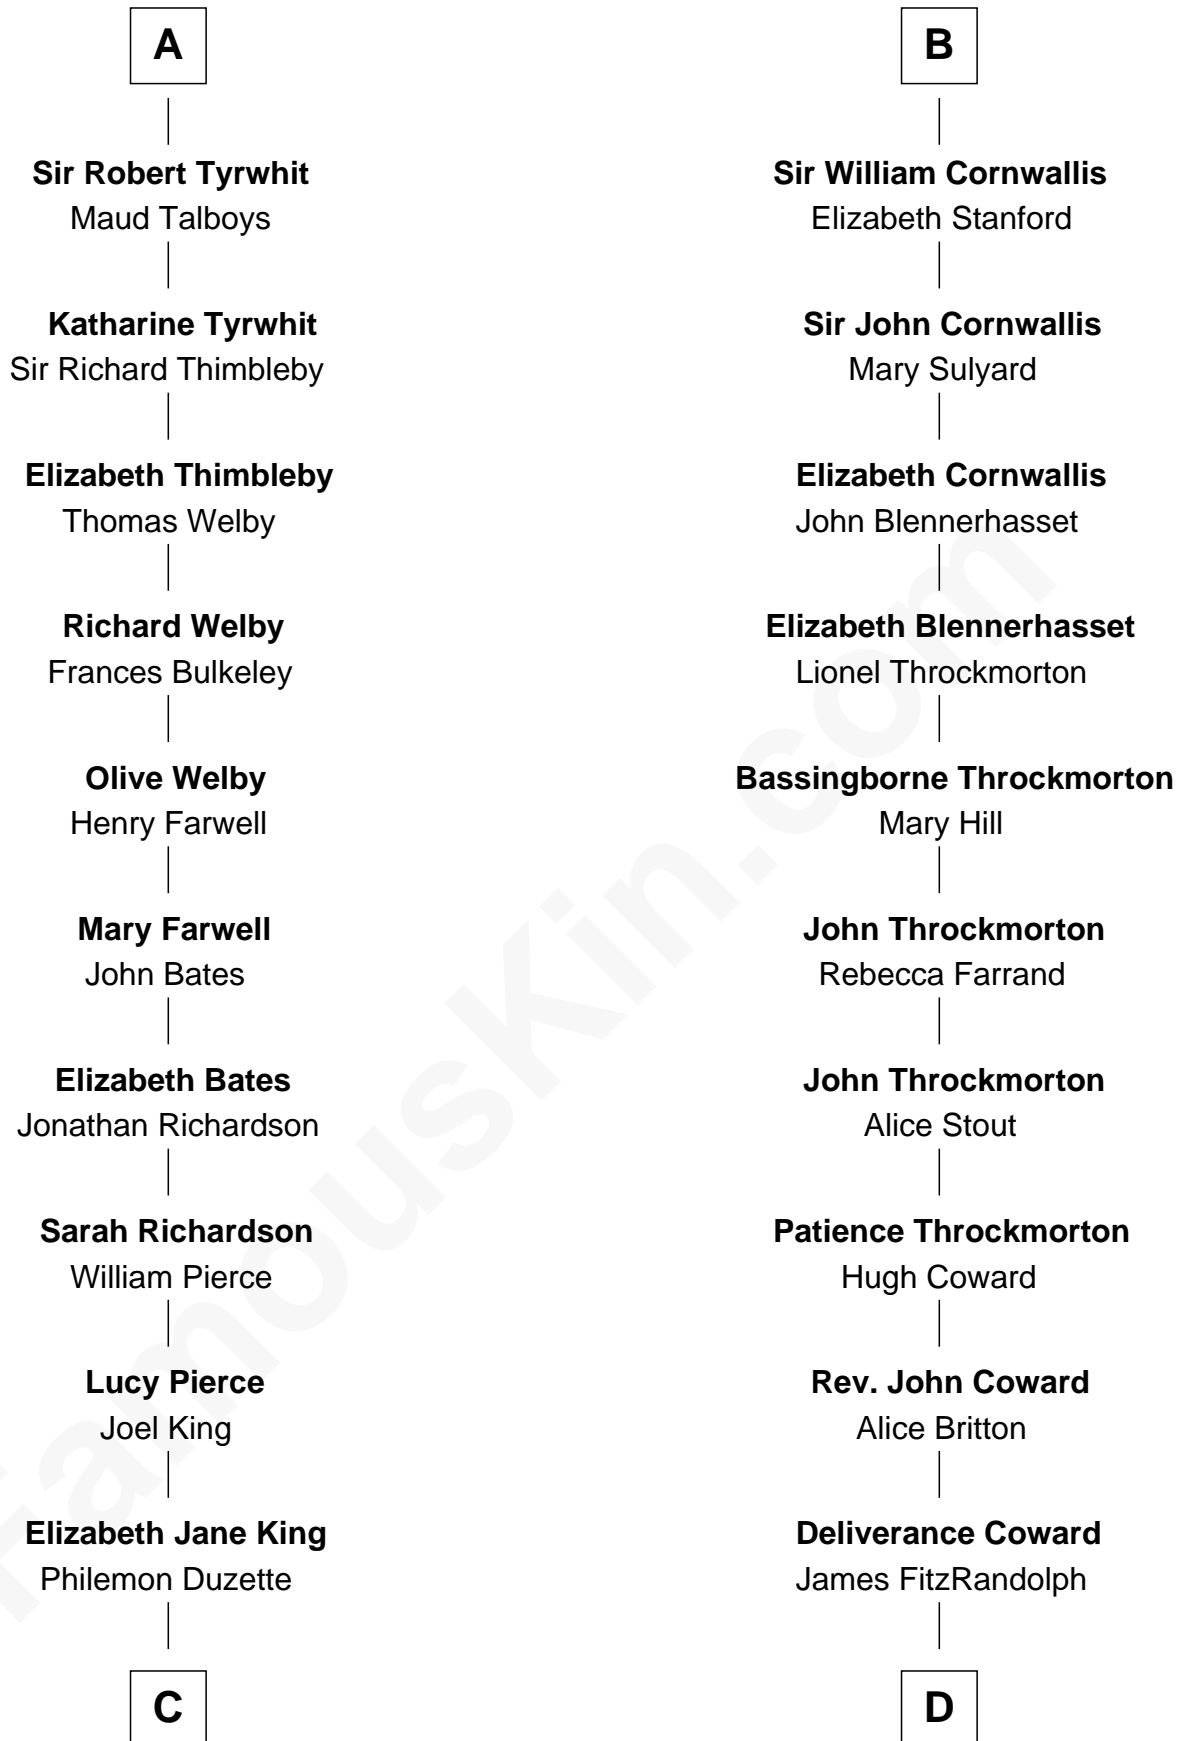 A
Sir Robert Tyrwhit
Maud Talboys
Katharine Tyrwhit
Sir Richard Thimbleby
Elizabeth Thimbleby
Thomas Welby
Richard Welby
Frances Bulkeley
Olive Welby
Henry Farwell
Mary Farwell
John Bates
Elizabeth Bates
Jonathan Richardson
Sarah Richardson
William Pierce
Lucy Pierce
Joel King
Elizabeth Jane King
Philemon Duzette
C
B
Sir William Cornwallis
Elizabeth Stanford
Sir John Cornwallis
Mary Sulyard
Elizabeth Cornwallis
John Blennerhasset
Elizabeth Blennerhasset
Lionel Throckmorton
Bassingborne Throckmorton
Mary Hill
John Throckmorton
Rebecca Farrand
John Throckmorton
Alice Stout
Patience Throckmorton
Hugh Coward
Rev. John Coward
Alice Britton
Deliverance Coward
James FitzRandolph
D
FamousKin.com